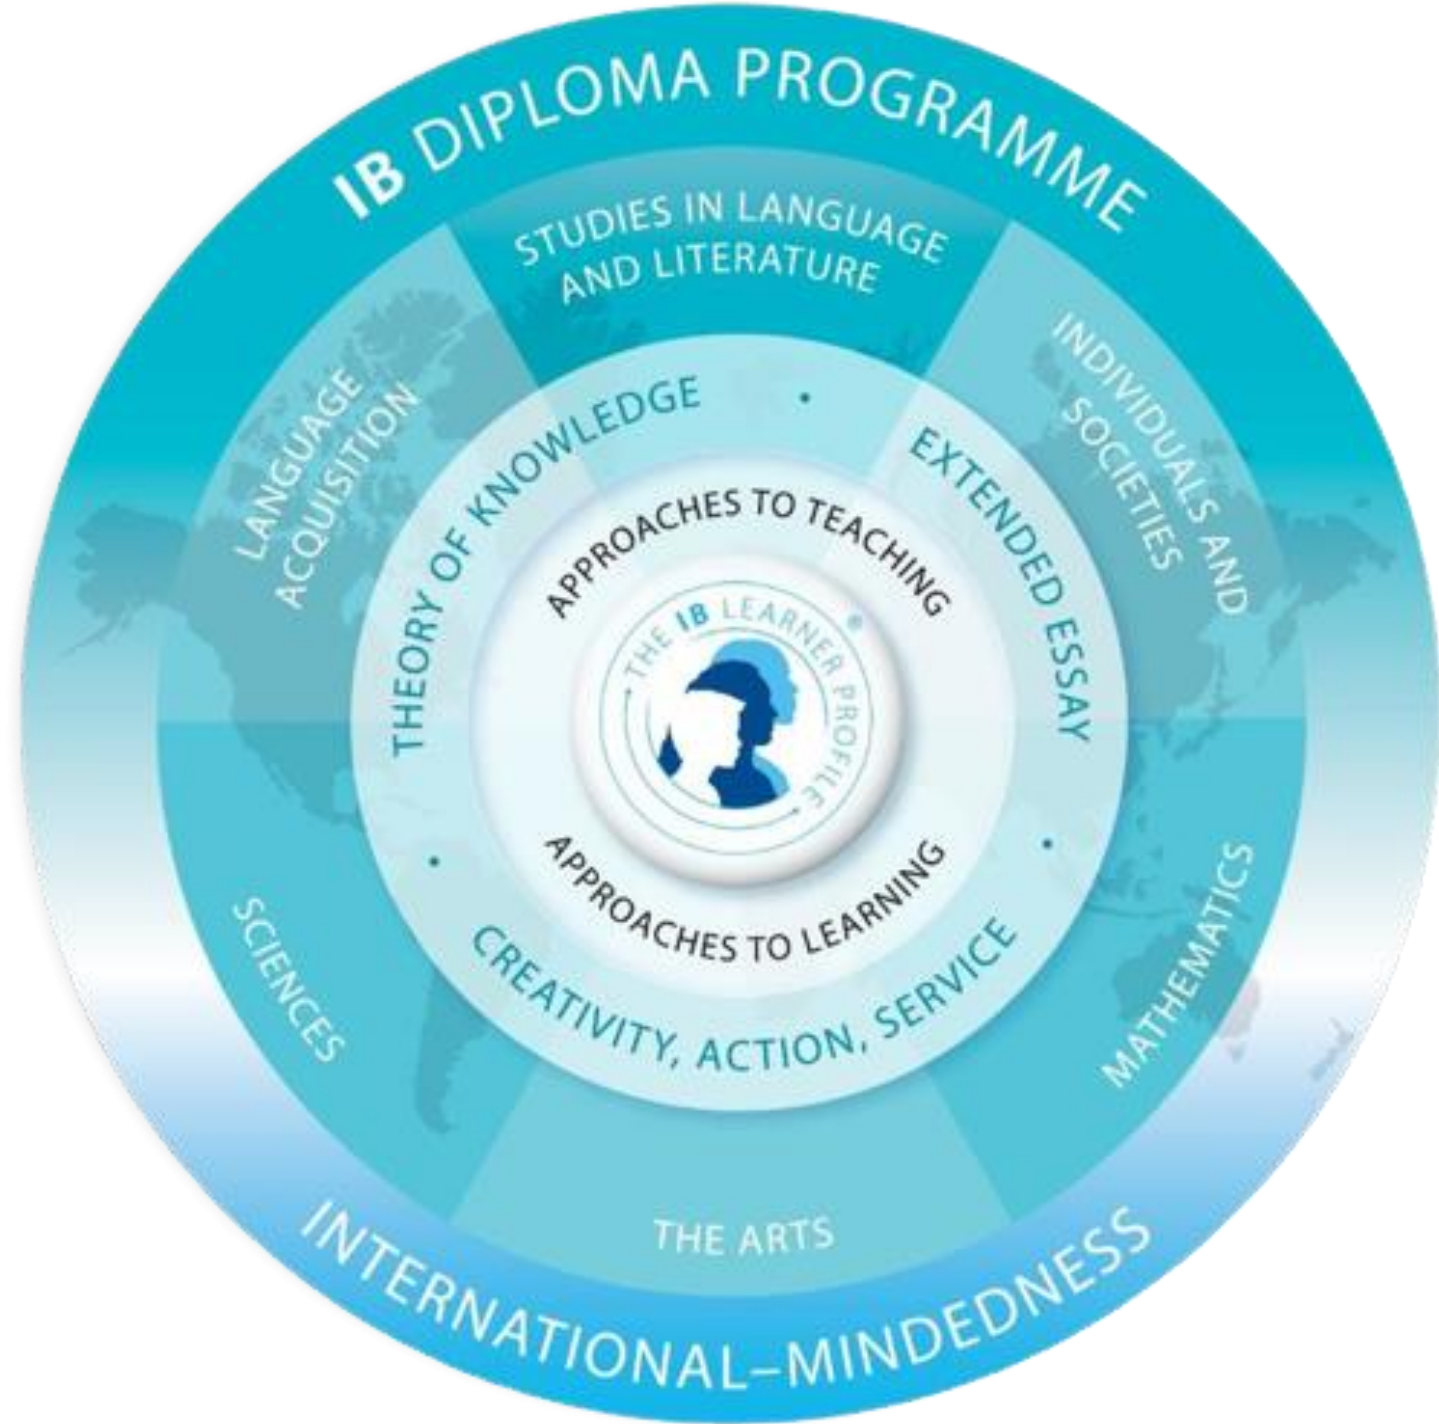 IB DIPLOMA PROGRAMME
STUDIES IN LANGUAGE
AND LITERATURE
LANGUAGE
ACQUISITION
INDIVIDUALS AND
SOCIETIES
THEORY OF KNOWLEDGE
•
EXTENDED ESSAY
APPROACHES TO TEACHING
THE IB LEARNER PROFILE
®
APPROACHES TO LEARNING
•
•
CREATIVITY, ACTION, SERVICE
SCIENCES
MATHEMATICS
THE ARTS
INTERNATIONAL–MINDEDNESS